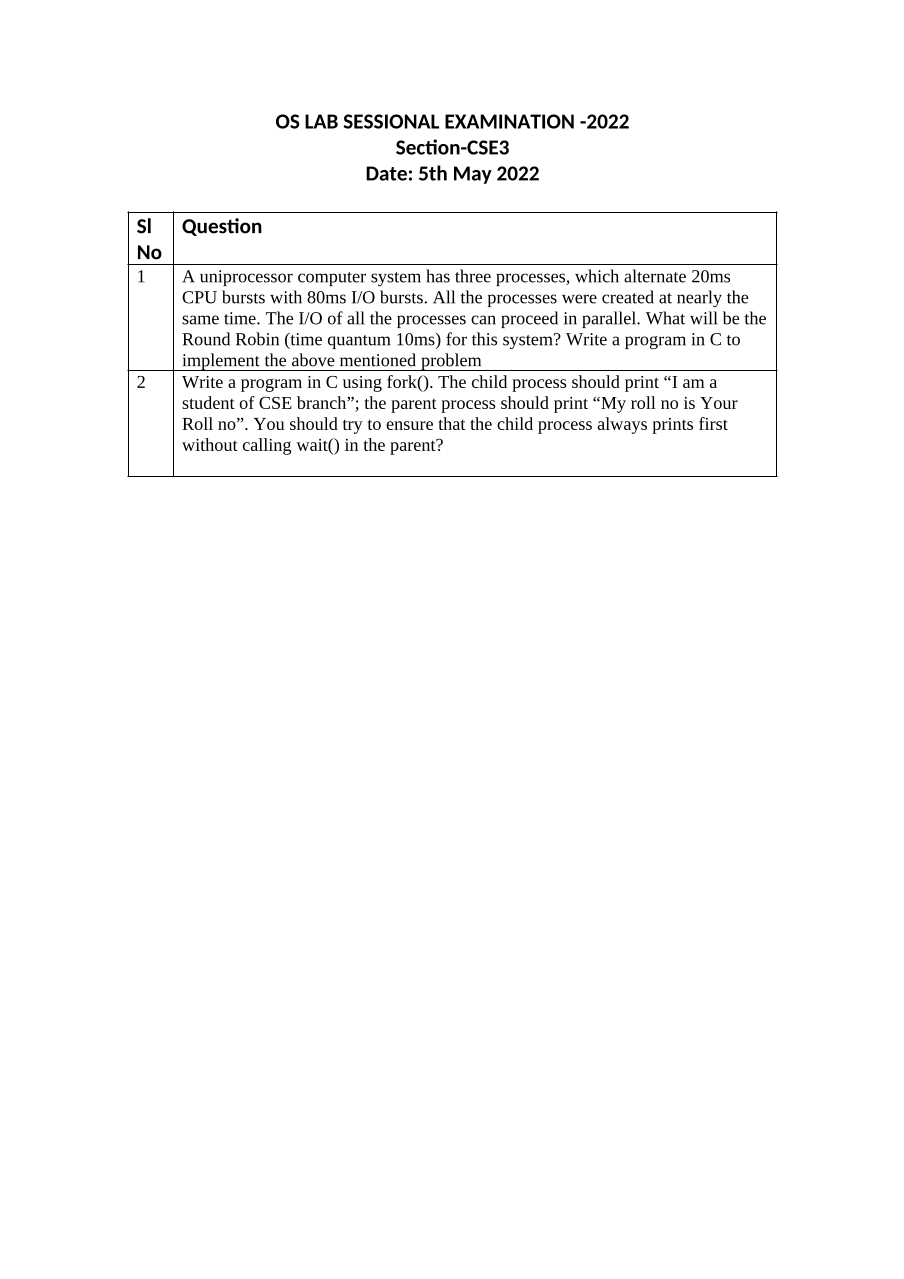 OS LAB SESSIONAL EXAMINATION -2022
Section-CSE3
Date: 5th May 2022
Sl No
Question
1
A uniprocessor computer system has three processes, which alternate 20ms
CPU bursts with 80ms I/O bursts. All the processes were created at nearly the
same time. The I/O of all the processes can proceed in parallel. What will be the
Round Robin (time quantum 10ms) for this system? Write a program in C to
implement the above mentioned problem
2
Write a program in C using fork(). The child process should print “I am a
student of CSE branch”; the parent process should print “My roll no is Your
Roll no”. You should try to ensure that the child process always prints first
without calling wait() in the parent?